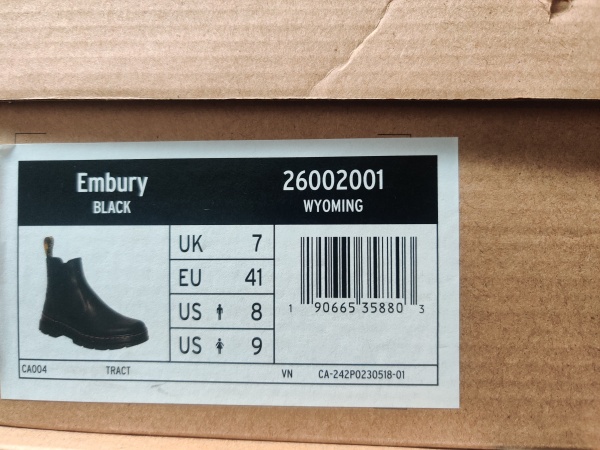 Embury
BLACK
26002001
WYOMING
UK 7
EU 41
US 8
US 9
1 90665 35880 3
CA004 TRACT VN CA-242P0230518-01